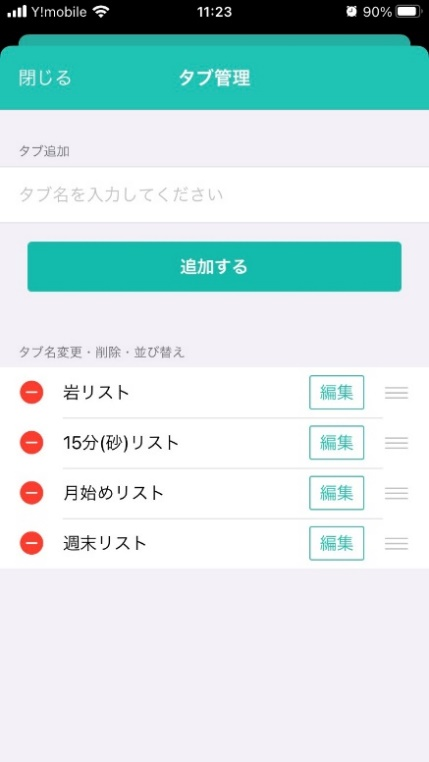 Y!mobile 11:23 90%
閉じる タブ管理
タブ追加
タブ名を入力してください
追加する
タブ名変更・削除・並び替え
岩リスト 編集
15分(砂)リスト 編集
月始めリスト 編集
週末リスト 編集